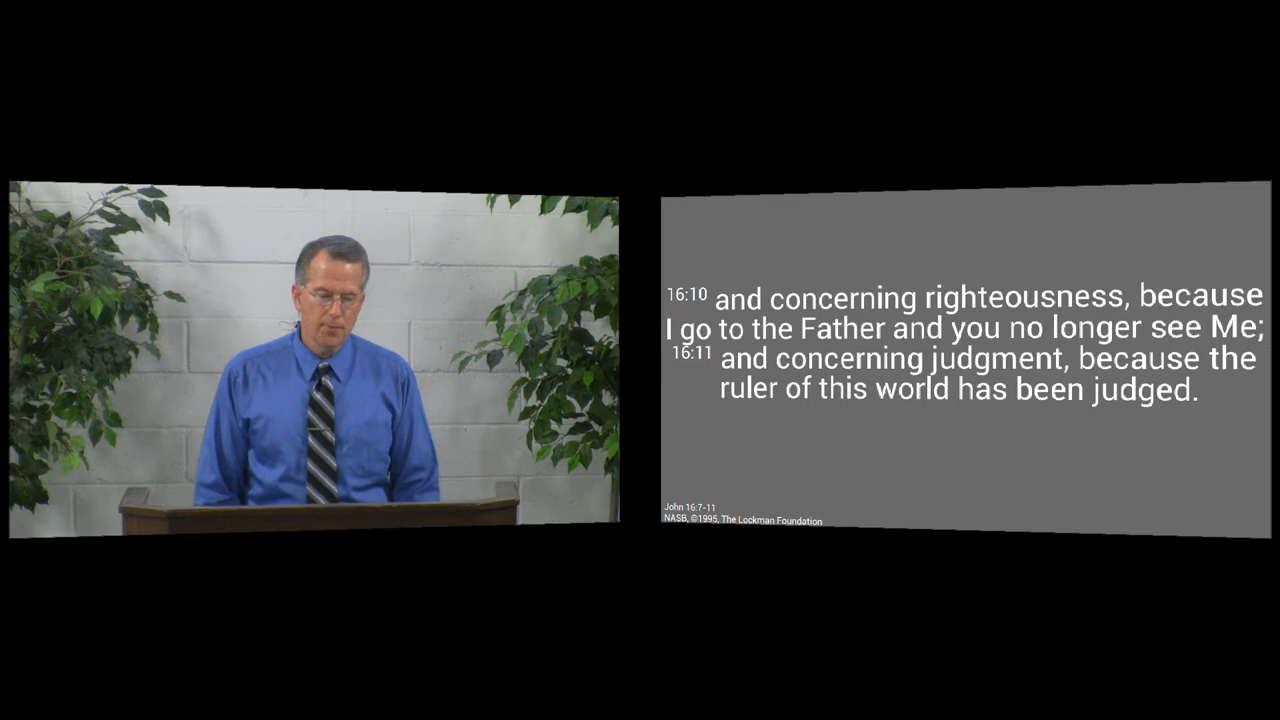 16:10 and concerning righteousness, because
I go to the Father and you no longer see Me;
16:11 and concerning judgment, because the
ruler of this world has been judged.
John 16:7-11
NASB, ©1995, The Lockman Foundation